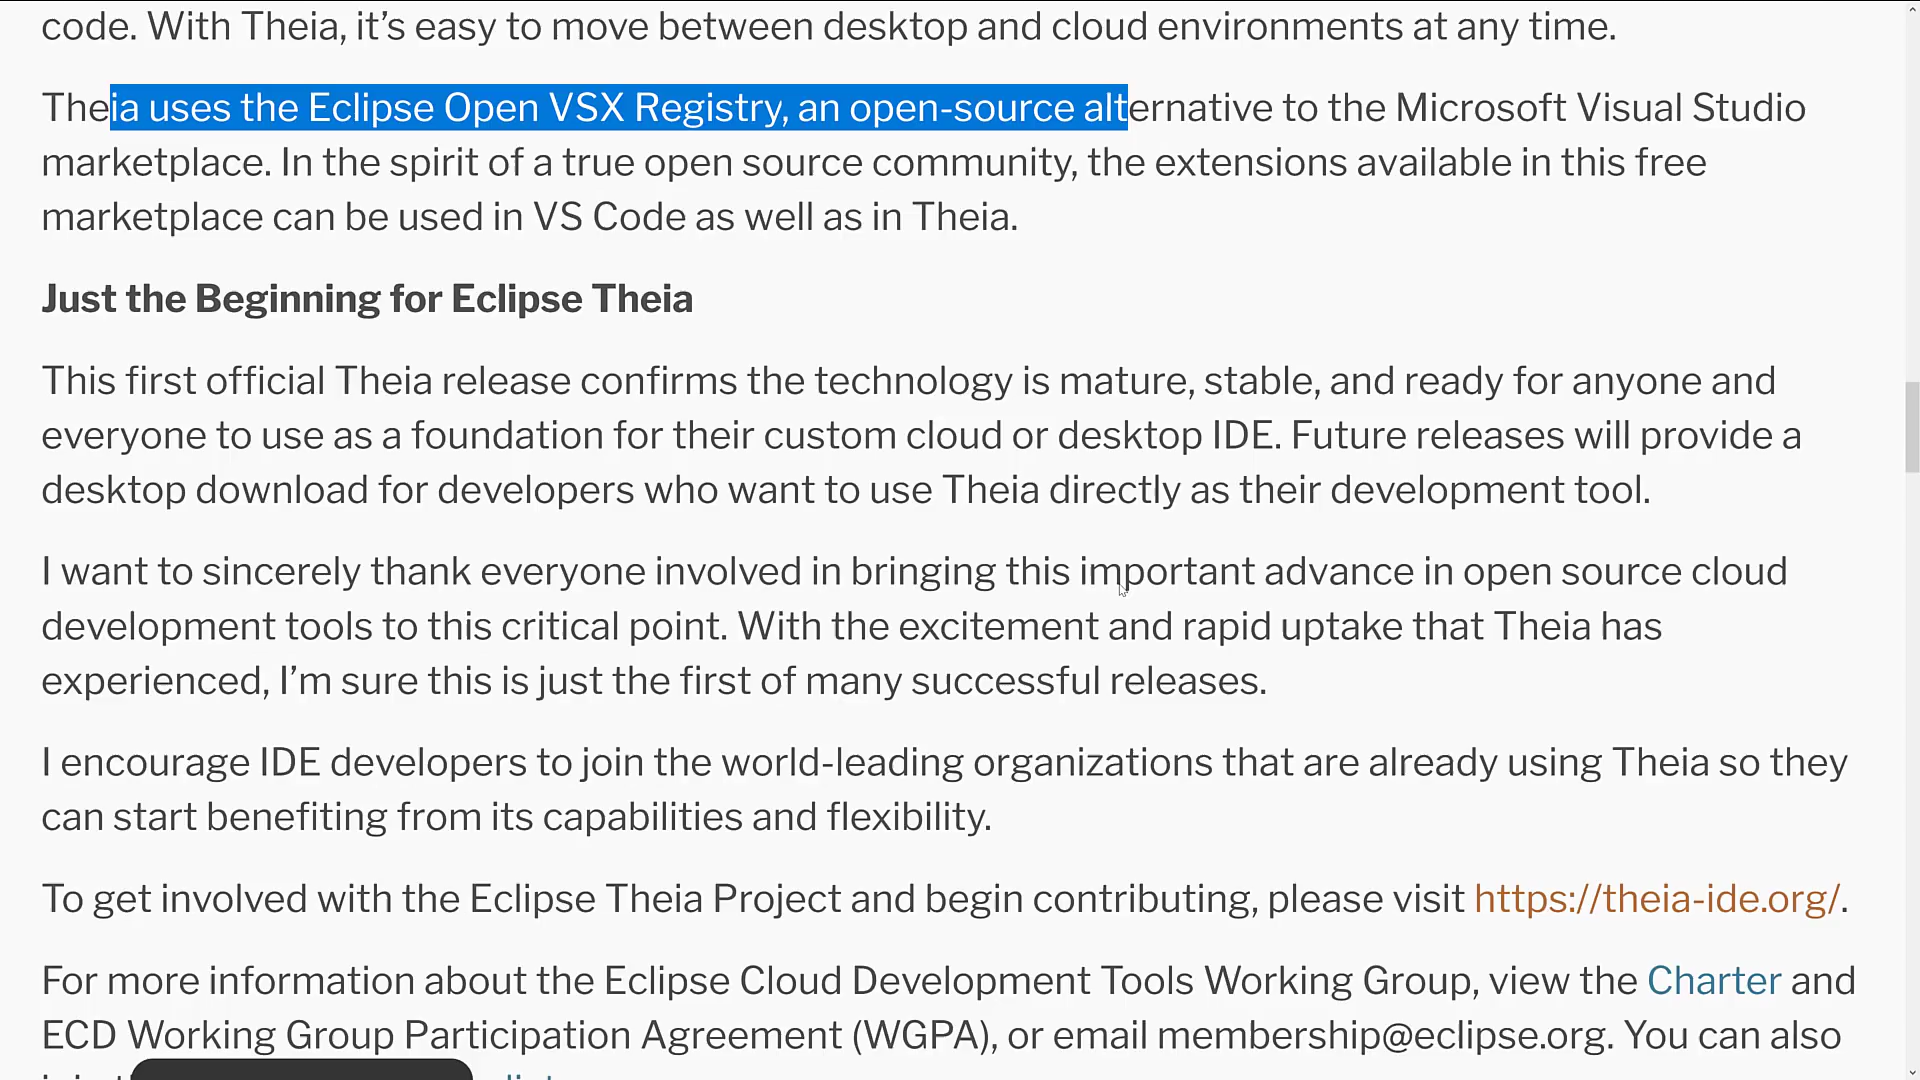 code. With Theia, it’s easy to move between desktop and cloud environments at any time.
Theia uses the Eclipse Open VSX Registry, an open-source alternative to the Microsoft Visual Studio
marketplace. In the spirit of a true open source community, the extensions available in this free
marketplace can be used in VS Code as well as in Theia.
Just the Beginning for Eclipse Theia
This first official Theia release confirms the technology is mature, stable, and ready for anyone and
everyone to use as a foundation for their custom cloud or desktop IDE. Future releases will provide a
desktop download for developers who want to use Theia directly as their development tool.
I want to sincerely thank everyone involved in bringing this important advance in open source cloud
development tools to this critical point. With the excitement and rapid uptake that Theia has
experienced, I’m sure this is just the first of many successful releases.
I encourage IDE developers to join the world-leading organizations that are already using Theia so they
can start benefiting from its capabilities and flexibility.
To get involved with the Eclipse Theia Project and begin contributing, please visit https://theia-ide.org/.
For more information about the Eclipse Cloud Development Tools Working Group, view the Charter and
ECD Working Group Participation Agreement (WGPA), or email membership@eclipse.org. You can also